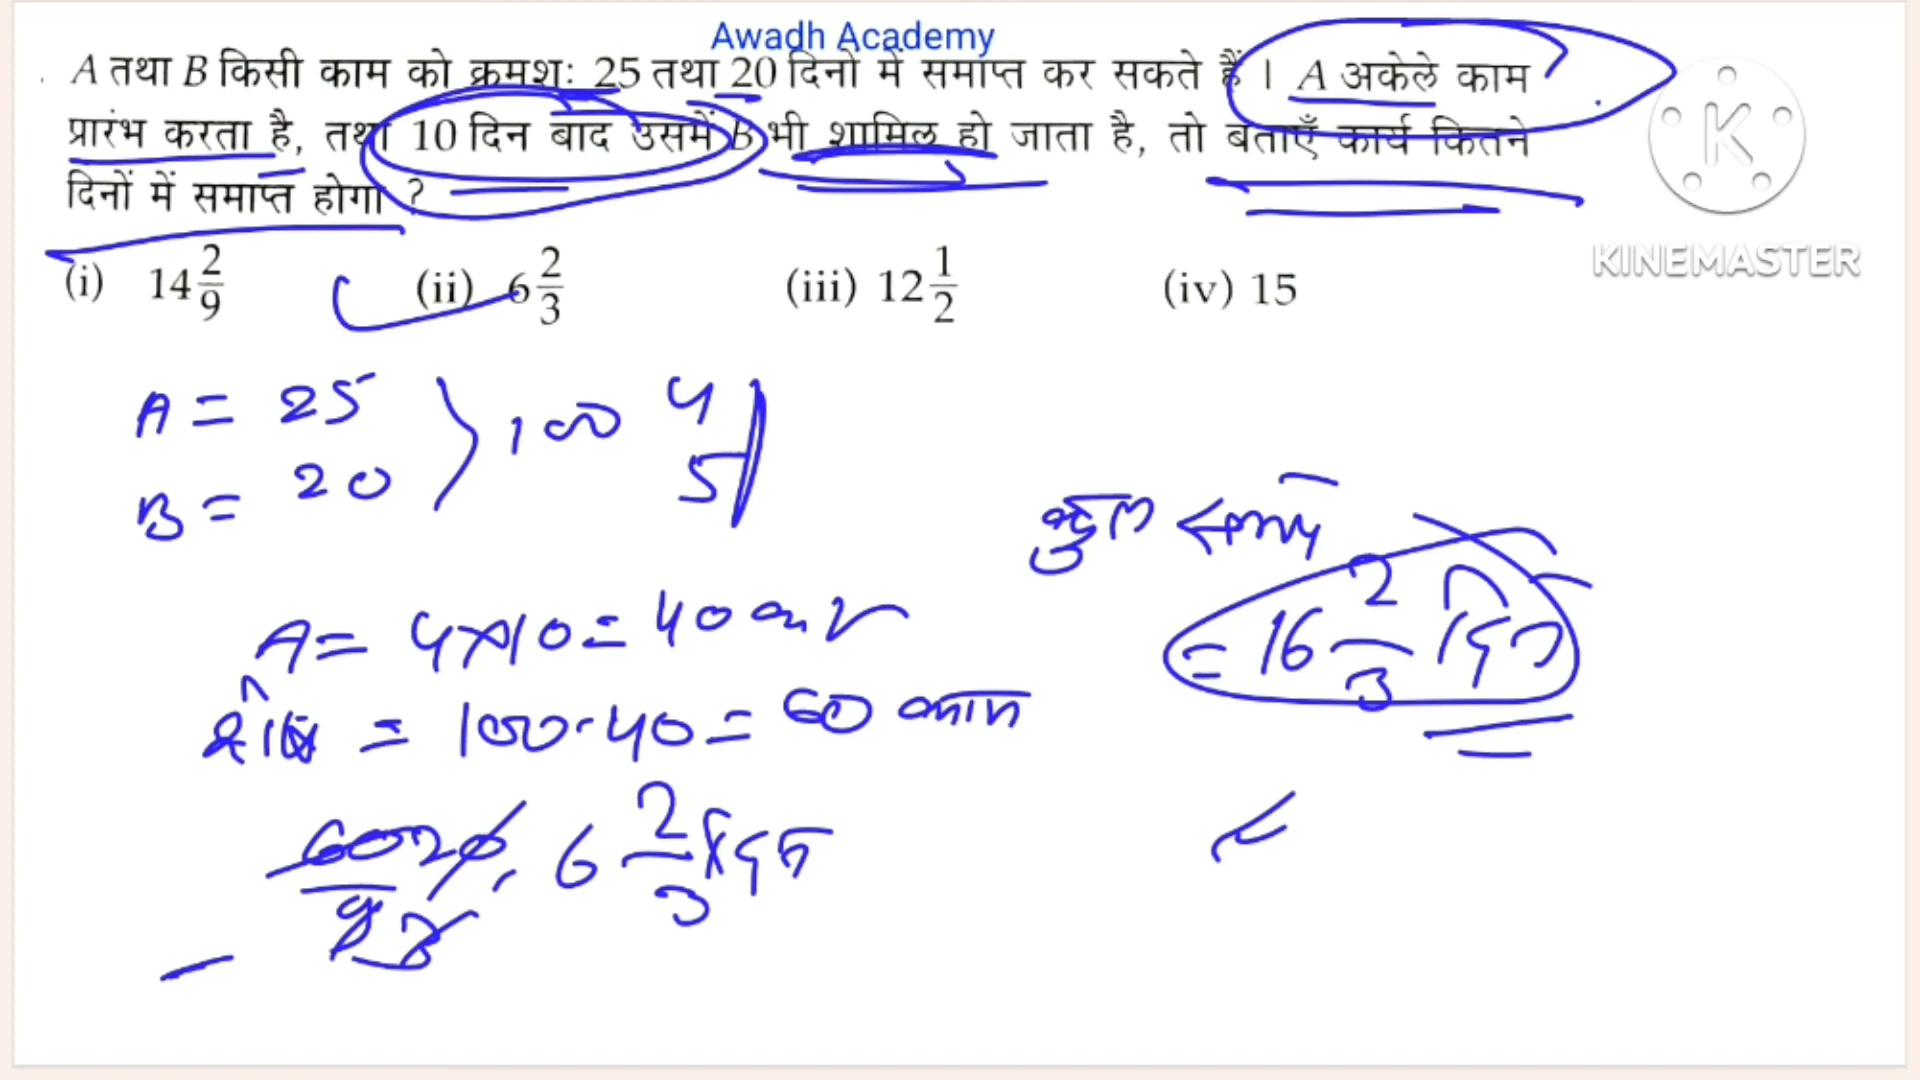 Awadh Academy
A तथा B किसी काम को क्रमशः 25 तथा 20 दिनों में समाप्त कर सकते हैं । A अकेले काम
प्रारंभ करता है, तथा 10 दिन बाद उसमें B भी शामिल हो जाता है, तो बताएँ कार्य कितने
दिनों में समाप्त होगा ?
(i) 14 2/9 (ii) 6 2/3 (iii) 12 1/2 (iv) 15
KINEMASTER
A = 25
B = 20
100
4
5
A = 4×10 = 40 काम
शेष = 100-40 = 60 काम
6 2/3 दिन
कुल समय
= 16 2/3 दिन